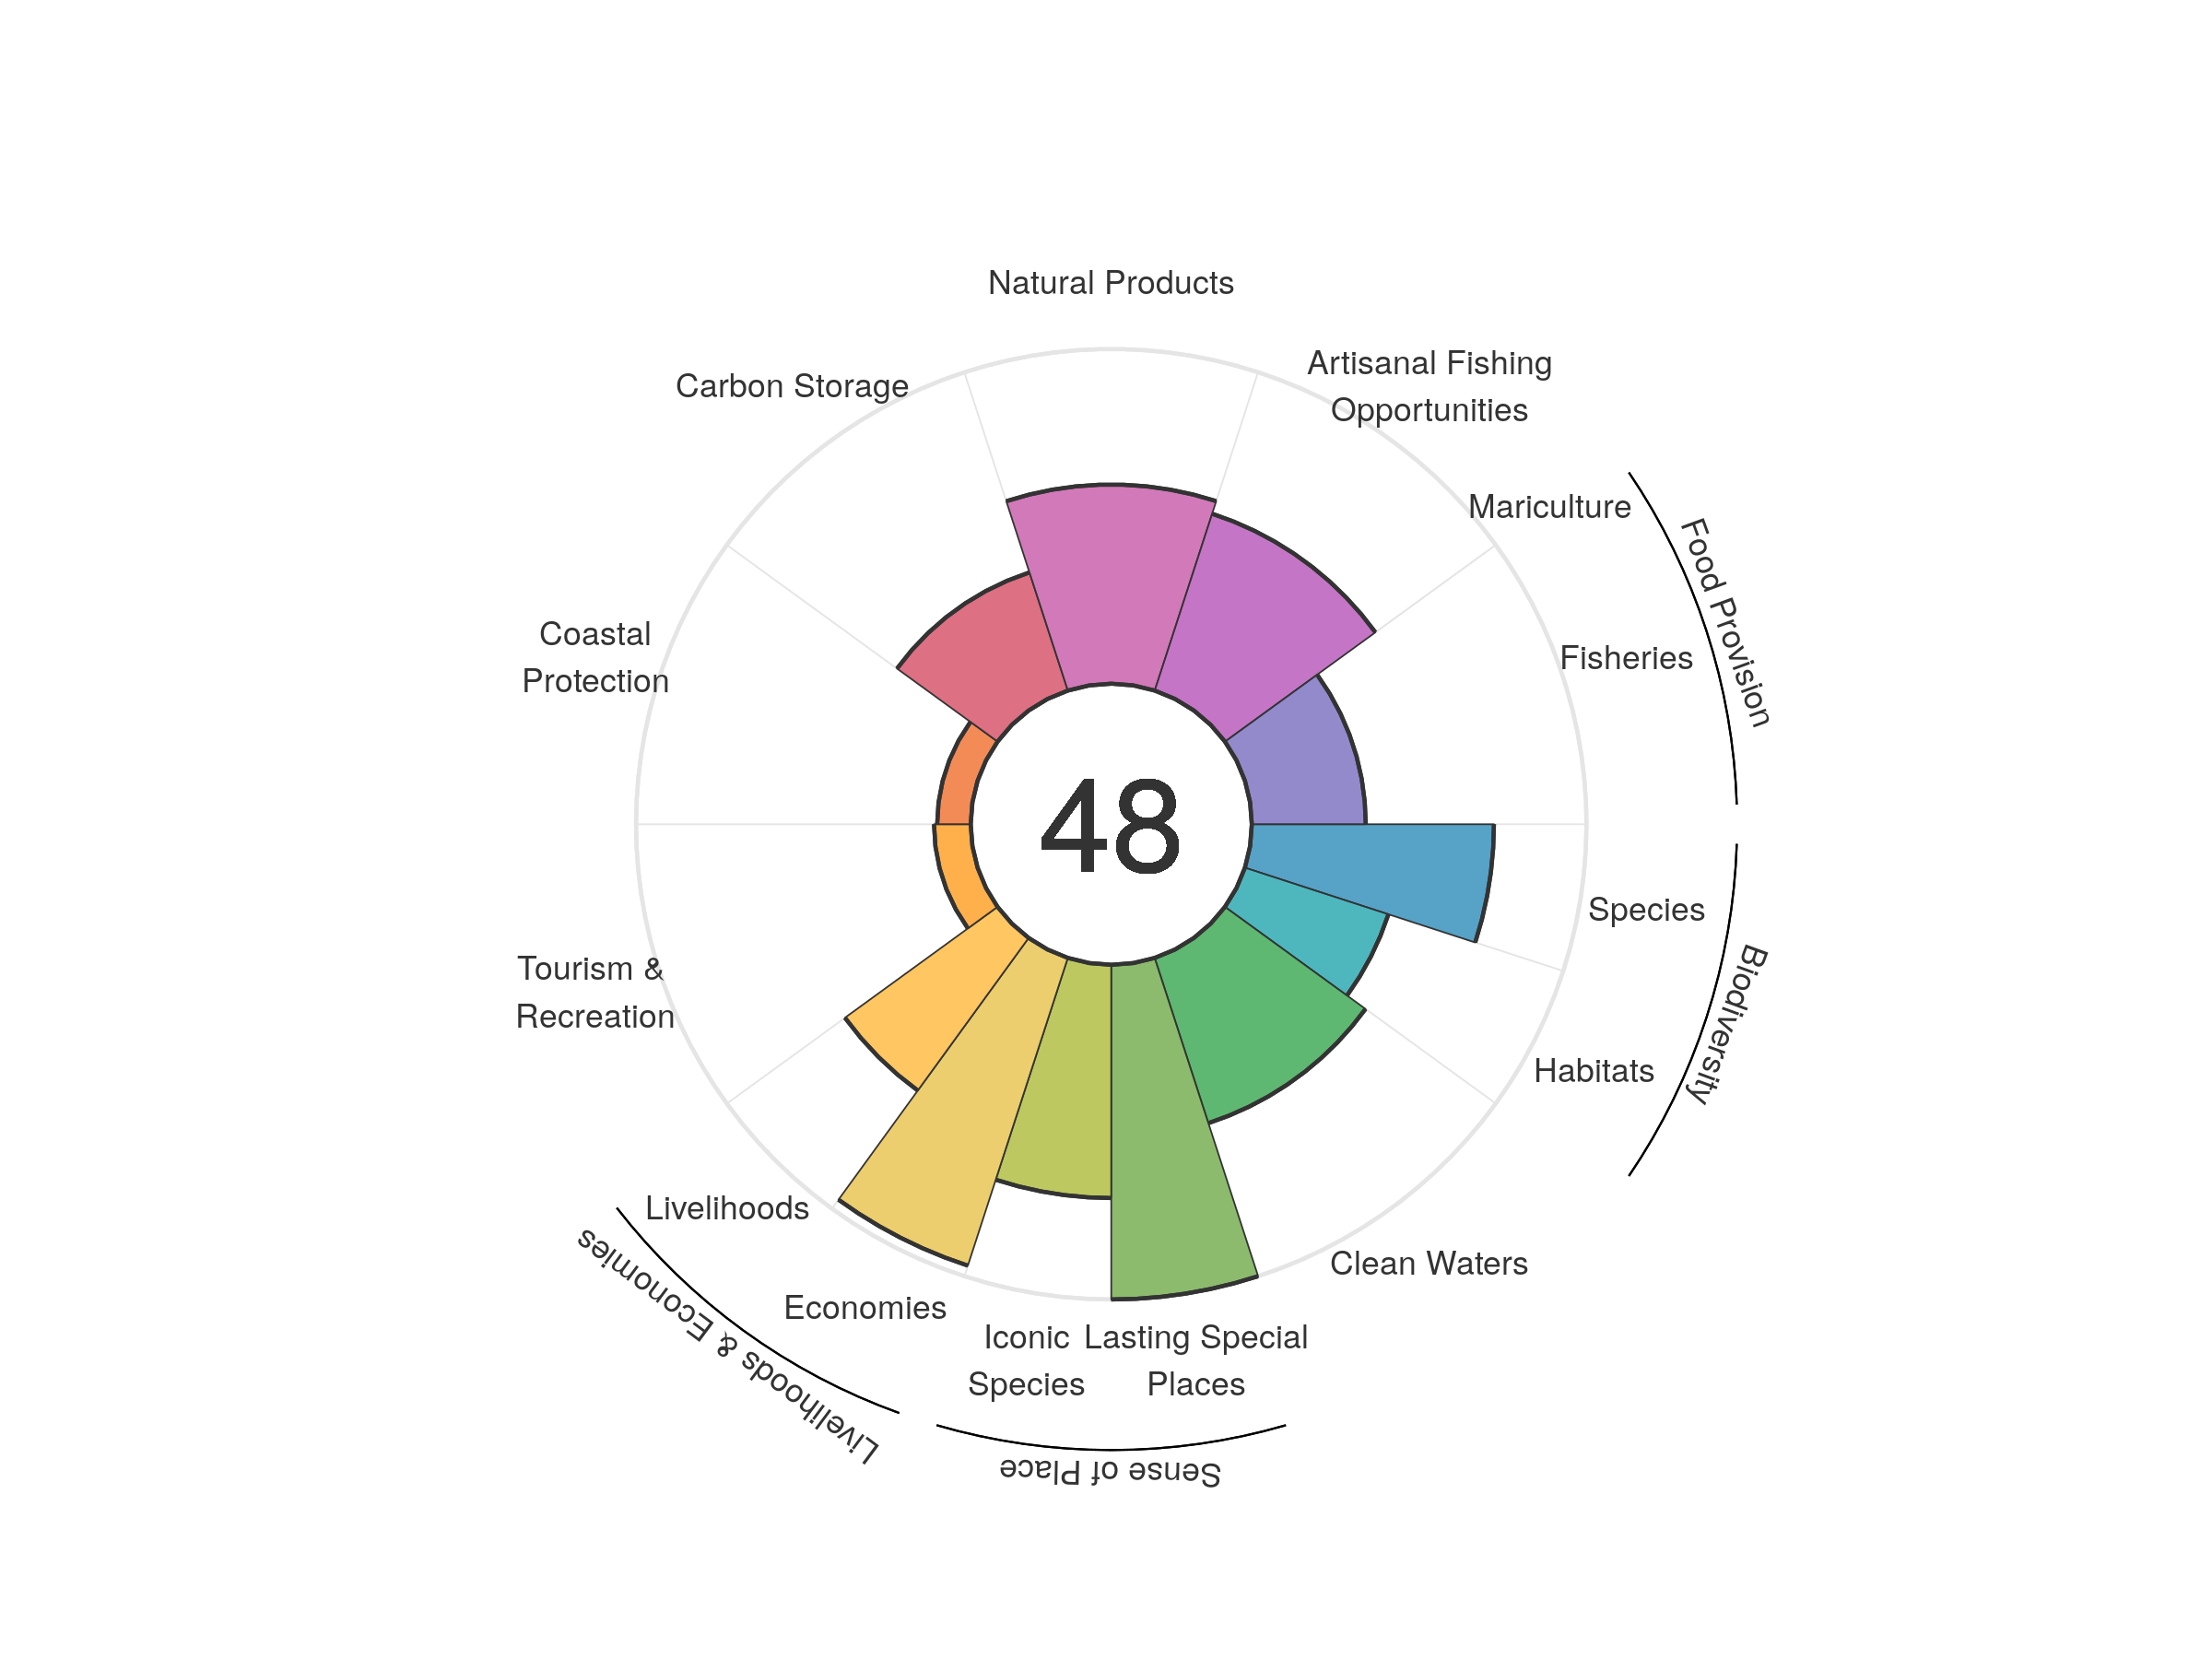 Natural Products
Artisanal Fishing
Opportunities
Carbon Storage
Mariculture
Food Provision
Fisheries
Coastal
Protection
48
Species
Biodiversity
Habitats
Tourism &
Recreation
Livelihoods
Livelihoods & Economies
Economies
Clean Waters
Iconic
Species
Lasting Special
Places
Sense of Place